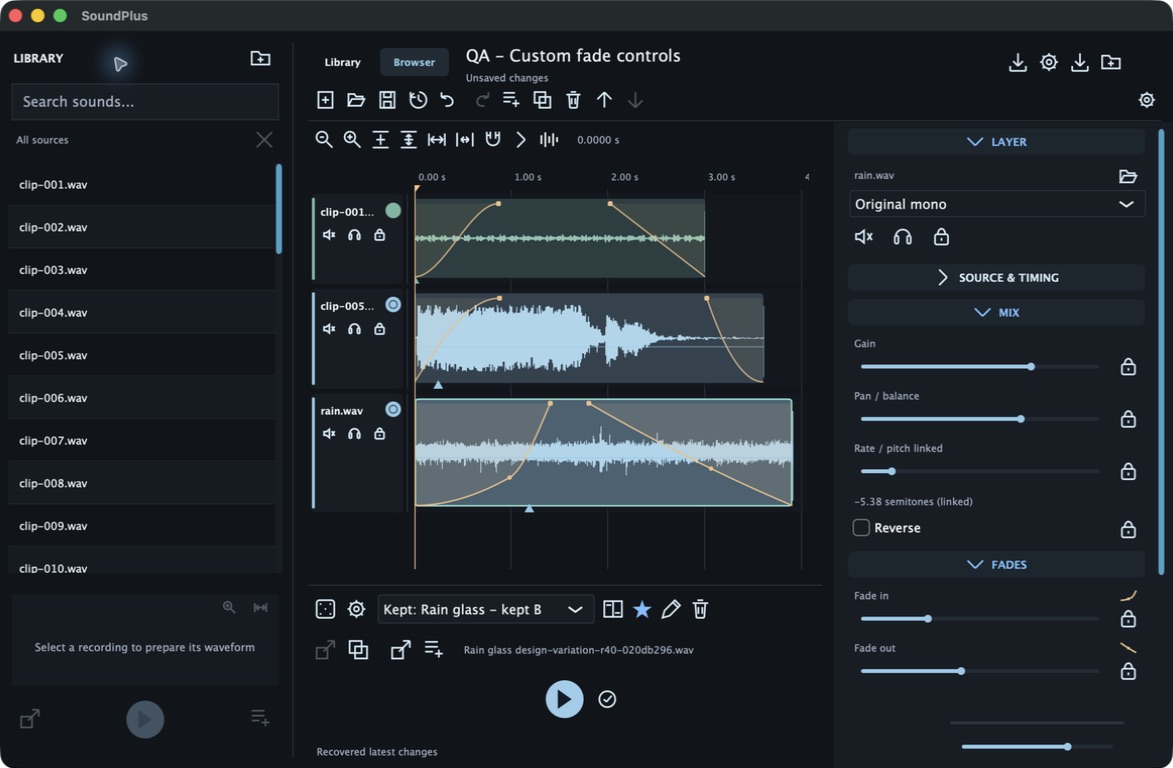 SoundPlus
LIBRARY
Search sounds...
All sources
clip-001.wav
clip-002.wav
clip-003.wav
clip-004.wav
clip-005.wav
clip-006.wav
clip-007.wav
clip-008.wav
clip-009.wav
clip-010.wav
Select a recording to prepare its waveform
Library
Browser
QA – Custom fade controls
Unsaved changes
0.0000 s
0.00 s
1.00 s
2.00 s
3.00 s
4
clip-001...
clip-005...
rain.wav
Kept: Rain glass – kept B
Rain glass design-variation-r40-020db296.wav
Recovered latest changes
LAYER
rain.wav
Original mono
SOURCE & TIMING
MIX
Gain
Pan / balance
Rate / pitch linked
−5.38 semitones (linked)
Reverse
FADES
Fade in
Fade out